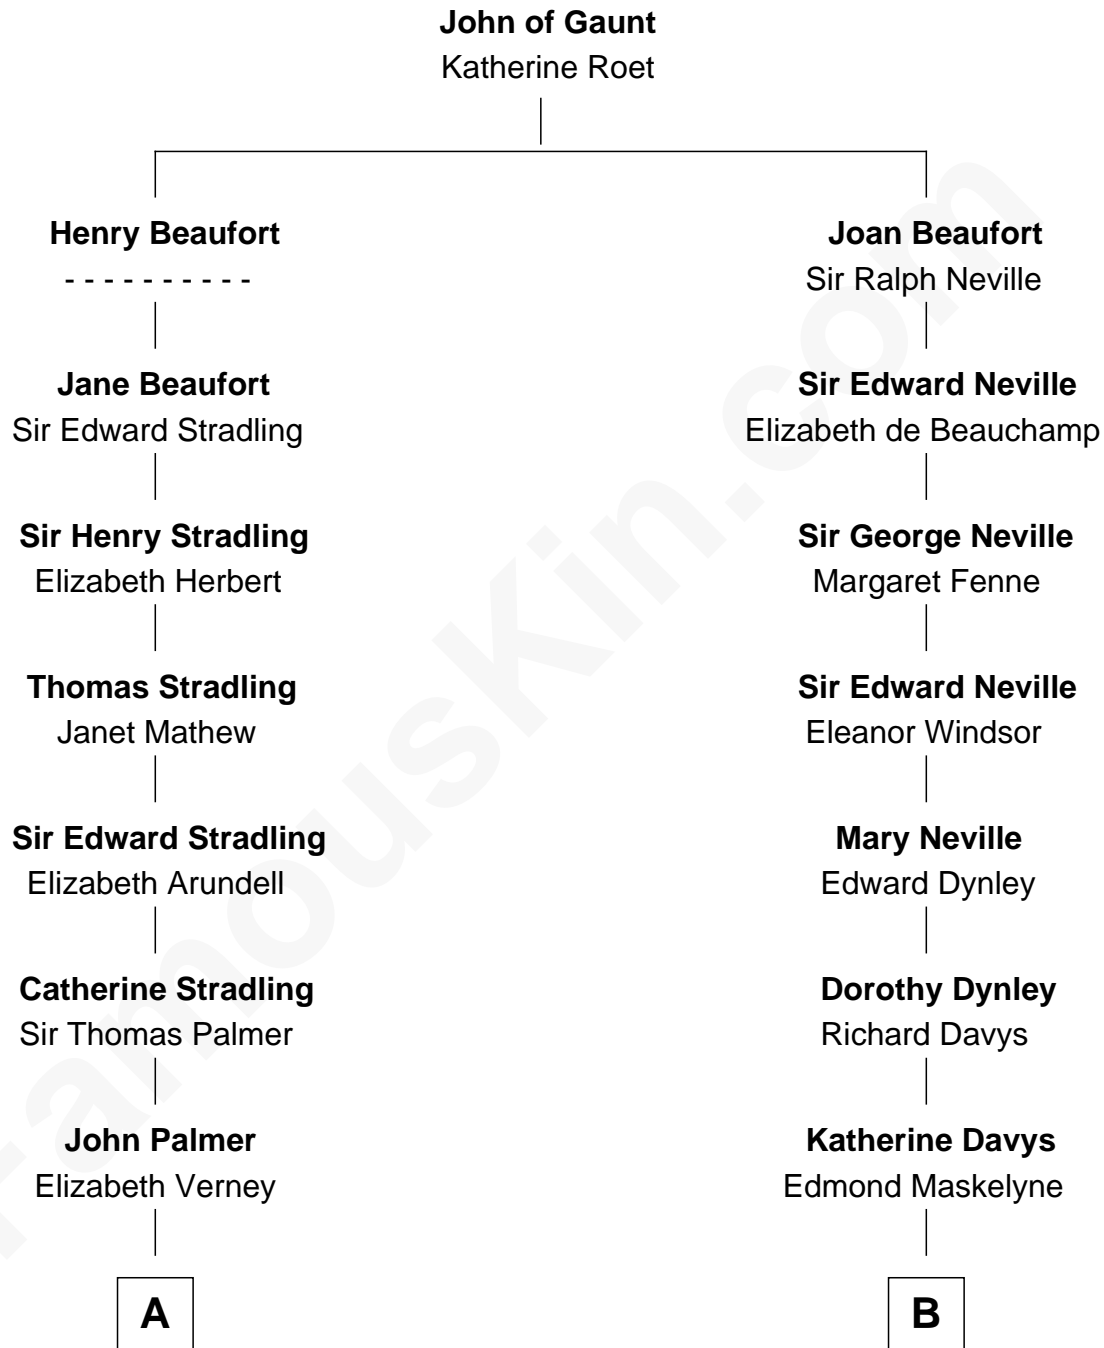 John of Gaunt
Katherine Roet
Henry Beaufort
- - - - - - - - - -
Jane Beaufort
Sir Edward Stradling
Sir Henry Stradling
Elizabeth Herbert
Thomas Stradling
Janet Mathew
Sir Edward Stradling
Elizabeth Arundell
Catherine Stradling
Sir Thomas Palmer
John Palmer
Elizabeth Verney
A
Joan Beaufort
Sir Ralph Neville
Sir Edward Neville
Elizabeth de Beauchamp
Sir George Neville
Margaret Fenne
Sir Edward Neville
Eleanor Windsor
Mary Neville
Edward Dynley
Dorothy Dynley
Richard Davys
Katherine Davys
Edmond Maskelyne
B
FamousKin.com